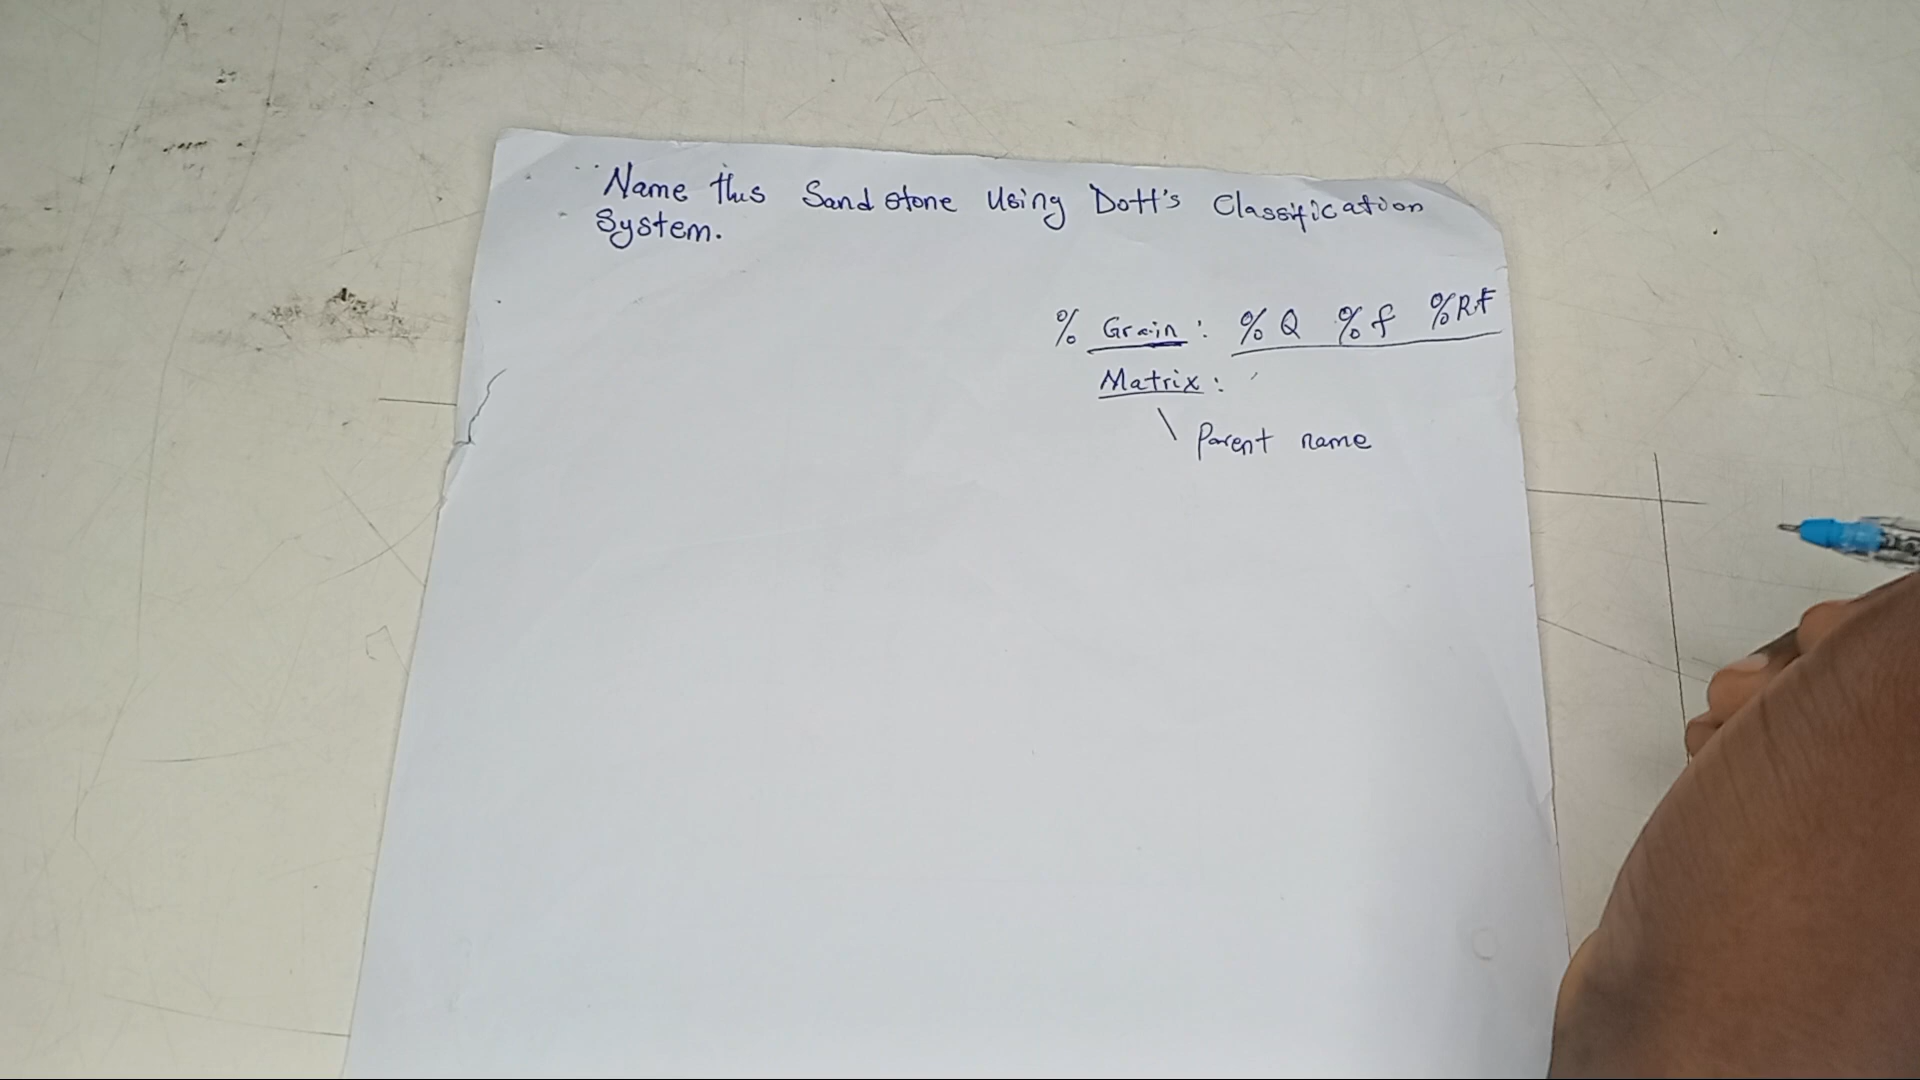 Name this Sandstone Using Dott's Classification
System.
% Grain : %Q %f %RF
Matrix :
Parent name